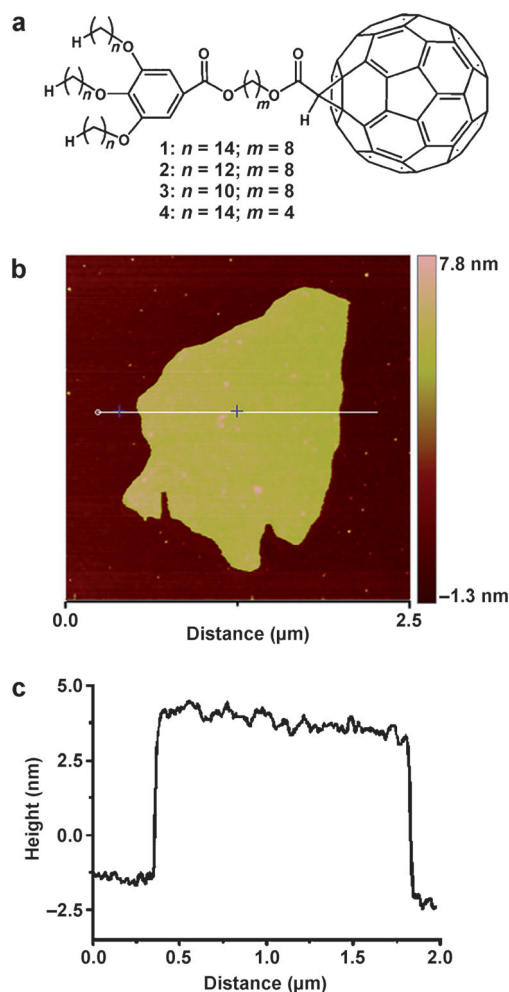 a
H
( )n
O
H
( )n
O
O
O
( )m
O
O
H
H
( )n
O
1: n = 14; m = 8
2: n = 12; m = 8
3: n = 10; m = 8
4: n = 14; m = 4
b
7.8 nm
–1.3 nm
0.0
2.5
Distance (µm)
c
5.0
2.5
0.0
–2.5
Height (nm)
0.0
0.5
1.0
1.5
2.0
Distance (µm)